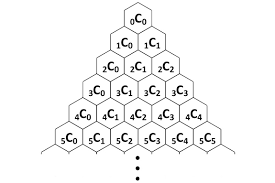 ₀C₀
₁C₀ ₁C₁
₂C₀ ₂C₁ ₂C₂
₃C₀ ₃C₁ ₃C₂ ₃C₃
₄C₀ ₄C₁ ₄C₂ ₄C₃ ₄C₄
₅C₀ ₅C₁ ₅C₂ ₅C₃ ₅C₄ ₅C₅